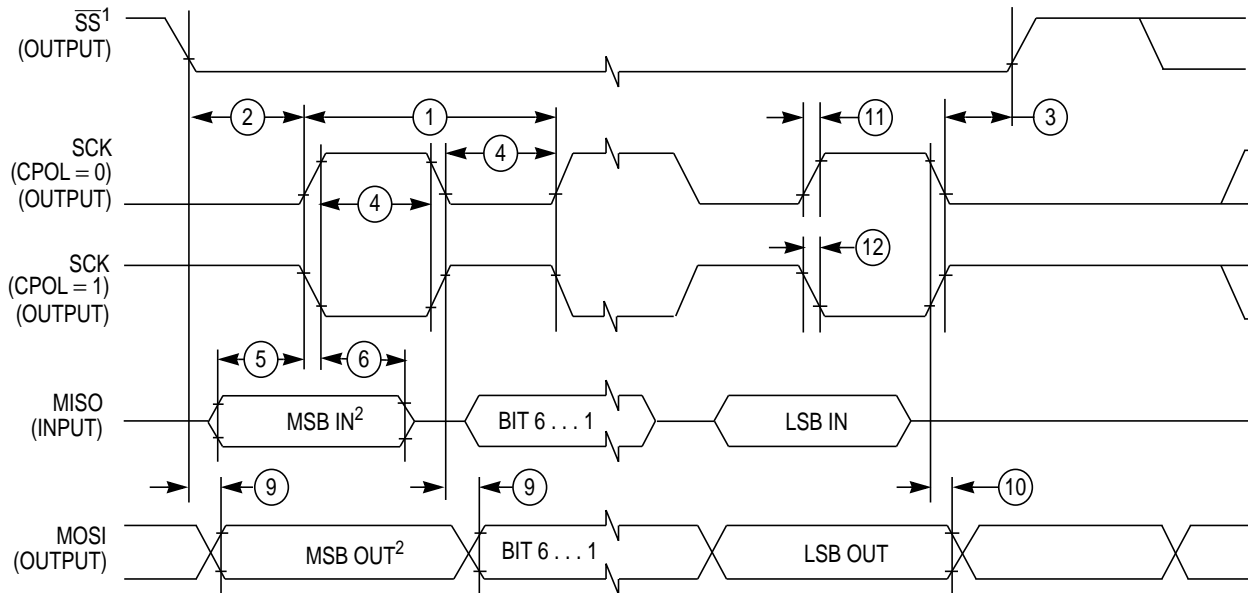 SS¹
(OUTPUT)
2
1
11
3
SCK
(CPOL = 0)
(OUTPUT)
4
4
SCK
(CPOL = 1)
(OUTPUT)
12
5
6
MISO
(INPUT)
MSB IN²
BIT 6 . . . 1
LSB IN
9
9
10
MOSI
(OUTPUT)
MSB OUT²
BIT 6 . . . 1
LSB OUT